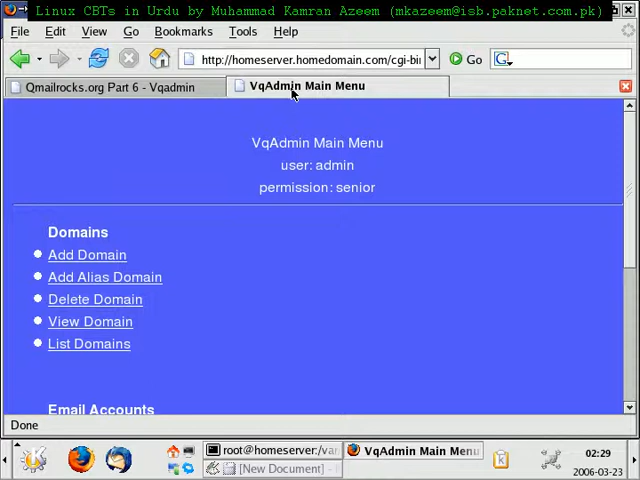 Linux CBTs in Urdu by Muhammad Kamran Azeem (mkazeem@isb.paknet.com.pk)
File Edit View Go Bookmarks Tools Help
http://homeserver.homedomain.com/cgi-bin Go G
Qmailrocks.org Part 6 - Vqadmin VqAdmin Main Menu
VqAdmin Main Menu
user: admin
permission: senior
Domains
Add Domain
Add Alias Domain
Delete Domain
View Domain
List Domains
Email Accounts
Done
root@homeserver:/var VqAdmin Main Menu 02:29
[New Document] 2006-03-23